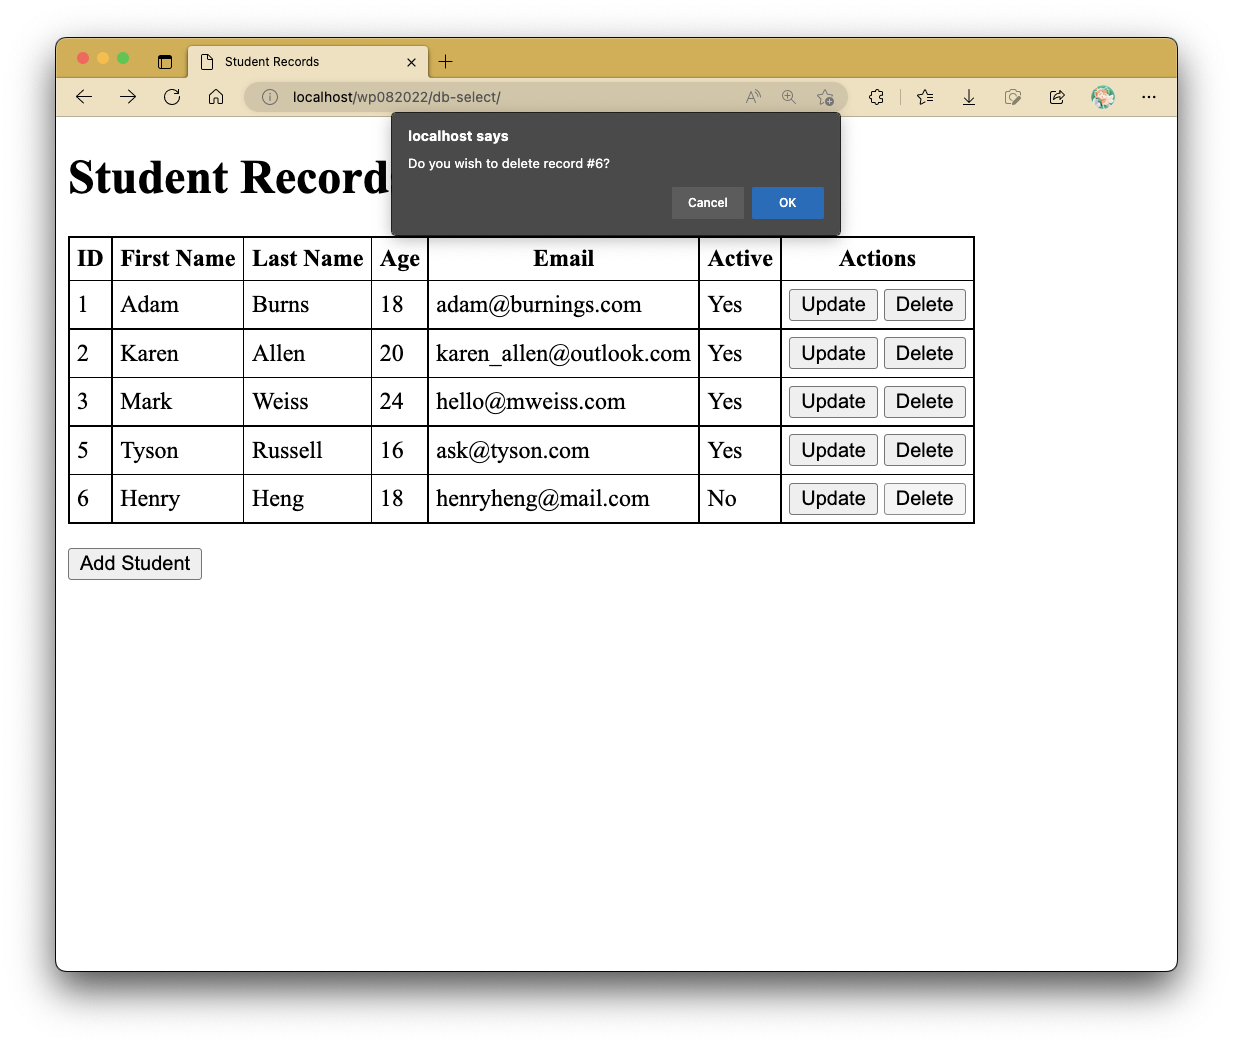 Student Records
localhost/wp082022/db-select/
localhost says
Do you wish to delete record #6?
Cancel OK
Student Record
ID First Name Last Name Age Email Active Actions
1 Adam Burns 18 adam@burnings.com Yes Update Delete
2 Karen Allen 20 karen_allen@outlook.com Yes Update Delete
3 Mark Weiss 24 hello@mweiss.com Yes Update Delete
5 Tyson Russell 16 ask@tyson.com Yes Update Delete
6 Henry Heng 18 henryheng@mail.com No Update Delete
Add Student